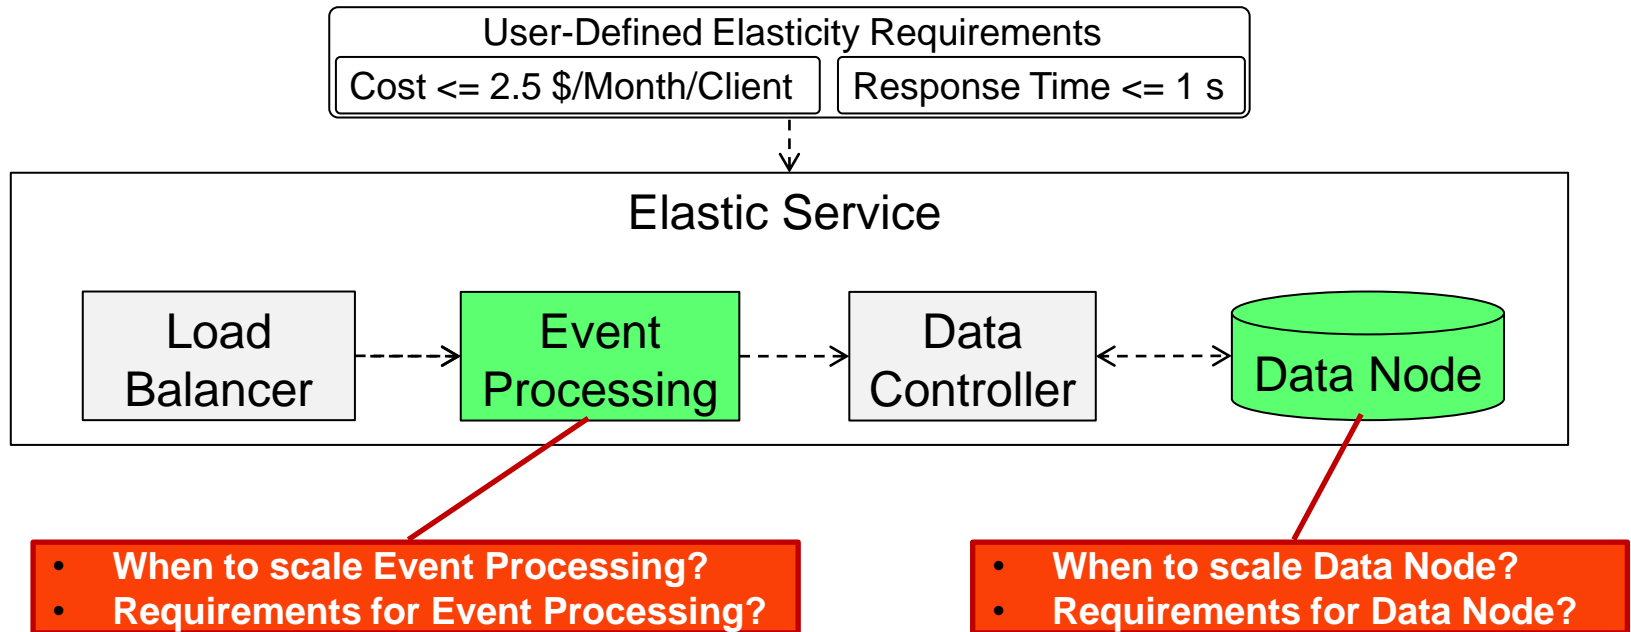 User-Defined Elasticity Requirements
Cost <= 2.5 $/Month/Client
Response Time <= 1 s
Elastic Service
Load
Balancer
Event
Processing
Data
Controller
Data Node
• When to scale Event Processing?
• Requirements for Event Processing?
• When to scale Data Node?
• Requirements for Data Node?